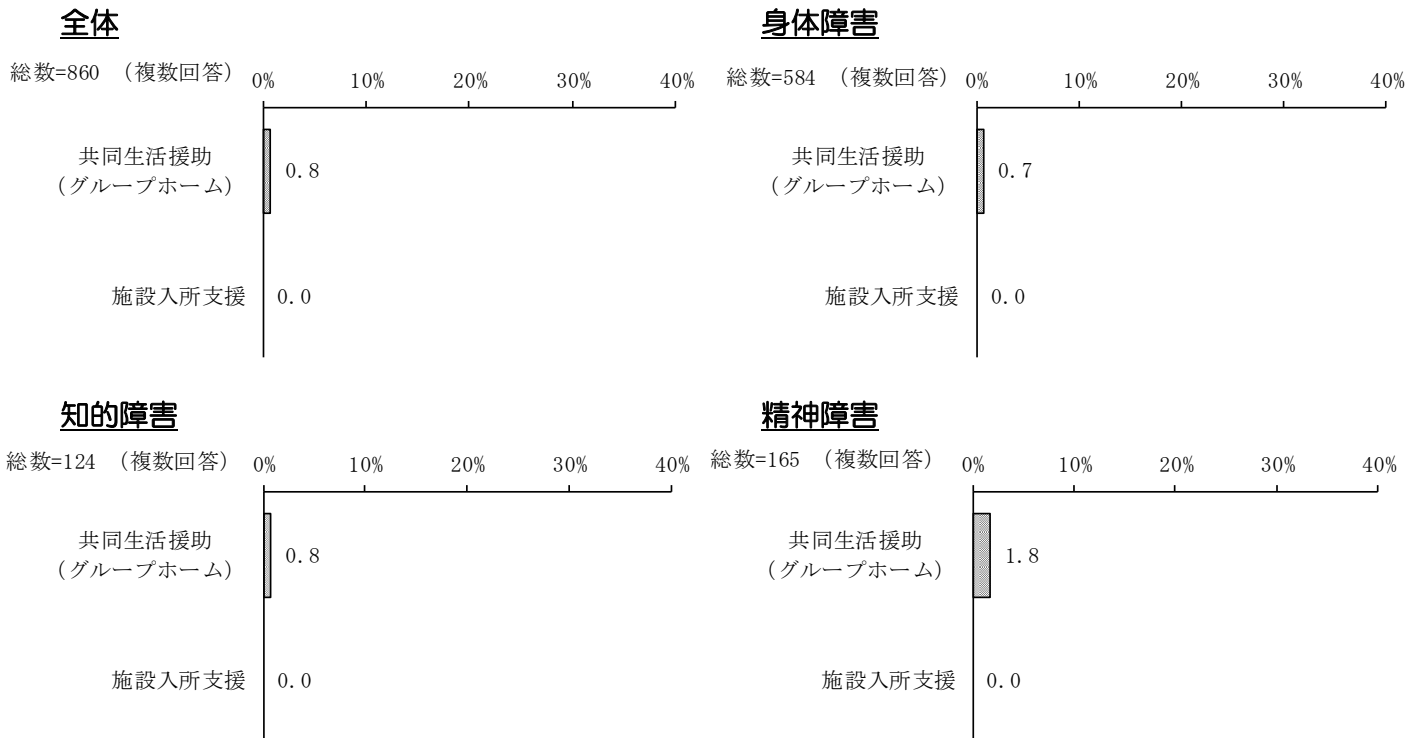 全体
総数=860 （複数回答） 0% 10% 20% 30% 40%
共同生活援助
（グループホーム） 0.8
施設入所支援 0.0
身体障害
総数=584 （複数回答） 0% 10% 20% 30% 40%
共同生活援助
（グループホーム） 0.7
施設入所支援 0.0
知的障害
総数=124 （複数回答） 0% 10% 20% 30% 40%
共同生活援助
（グループホーム） 0.8
施設入所支援 0.0
精神障害
総数=165 （複数回答） 0% 10% 20% 30% 40%
共同生活援助
（グループホーム） 1.8
施設入所支援 0.0